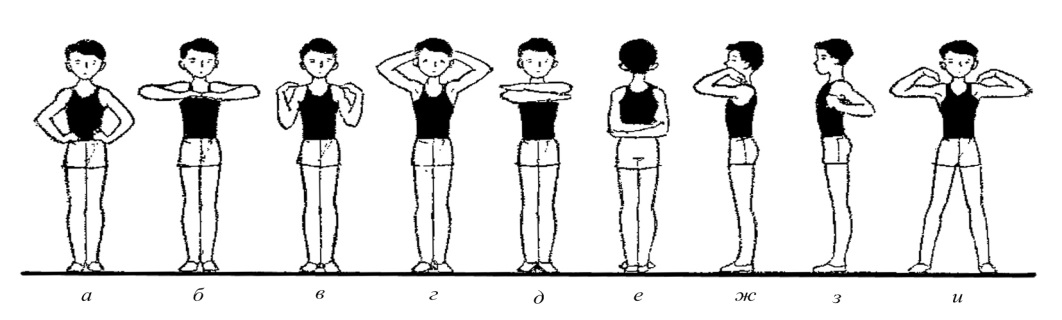 а б в г д е ж з и